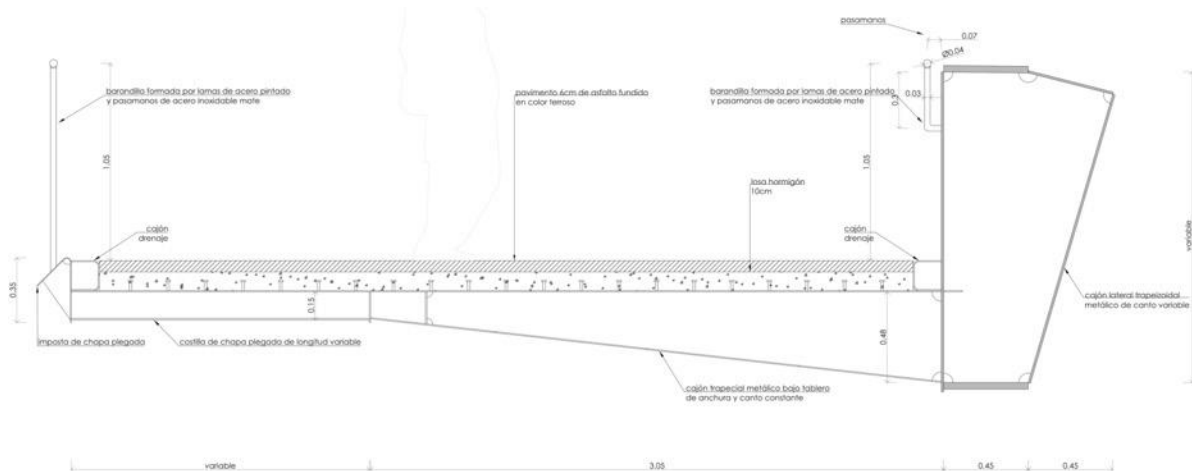 pasamanos
0.07
Ø0.04
barandilla formada por lamas de acero pintado
y pasamanos de acero inoxidable mate
pavimento 6cm de asfalto fundido
en color terroso
barandilla formada por lamas de acero pintado
y pasamanos de acero inoxidable mate
0.03
0.3
1.05
1.05
losa hormigón
10cm
cajón
drenaje
cajón
drenaje
variable
0.35
0.15
0.48
cajón lateral trapeizoidal
metálico de canto variable
imposta de chapa plegada
costilla de chapa plegada de longitud variable
cajón trapecial metálico bajo tablero
de anchura y canto constante
variable
3.05
0.45
0.45